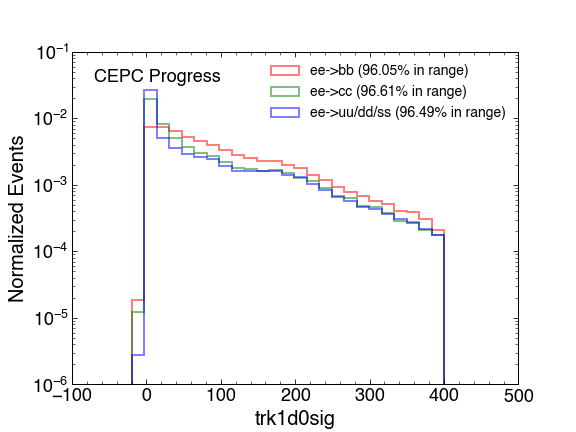 CEPC Progress
ee->bb (96.05% in range)
ee->cc (96.61% in range)
ee->uu/dd/ss (96.49% in range)
Normalized Events
10⁻¹
10⁻²
10⁻³
10⁻⁴
10⁻⁵
10⁻⁶
−100 0 100 200 300 400 500
trk1d0sig